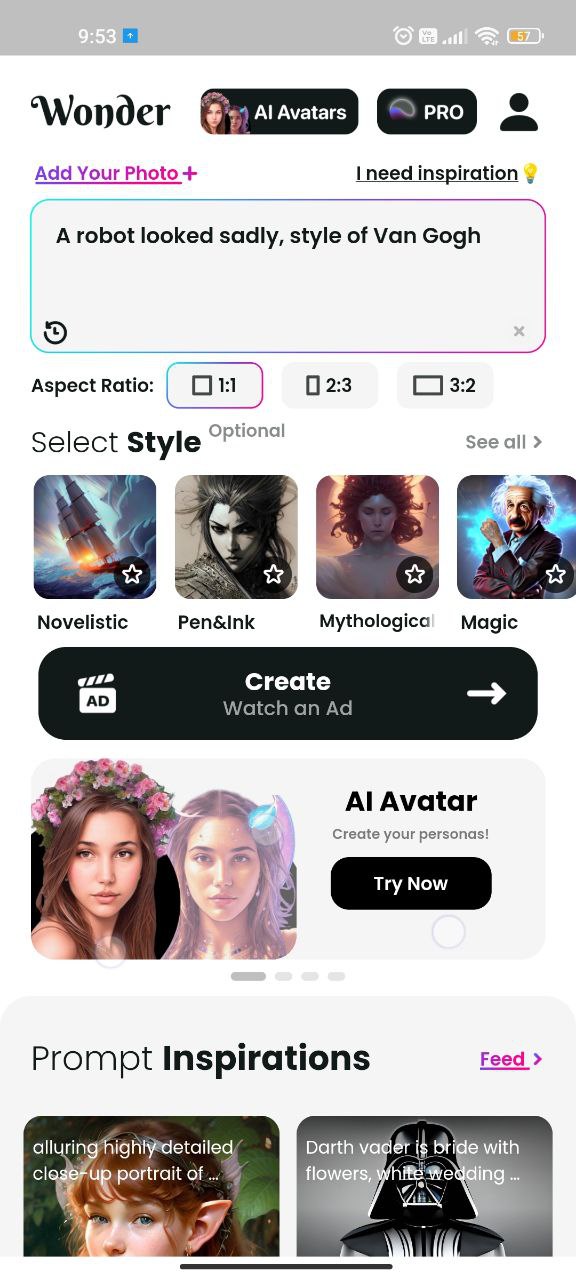 9:53
Vo
LTE
57
Wonder
AI Avatars
PRO
Add Your Photo +
I need inspiration
A robot looked sadly, style of Van Gogh
Aspect Ratio:
1:1
2:3
3:2
Select Style Optional
See all >
Novelistic
Pen&Ink
Mythological
Magic
AD
Create
Watch an Ad
AI Avatar
Create your personas!
Try Now
Prompt Inspirations
Feed >
alluring highly detailed
close-up portrait of ...
Darth vader is bride with
flowers, white wedding ...